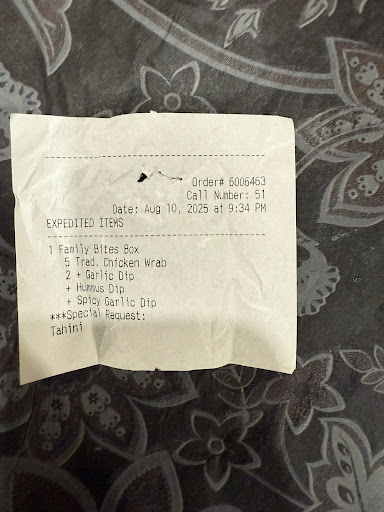 Order# 6006463
Call Number: 51
Date: Aug 10, 2025 at 9:34 PM
EXPEDITED ITEMS
1 Family Bites Box
5 Trad. Chicken Wrab
2 + Garlic Dip
+ Hummus Dip
+ Spicy Garlic Dip
***Special Request:
Tahini